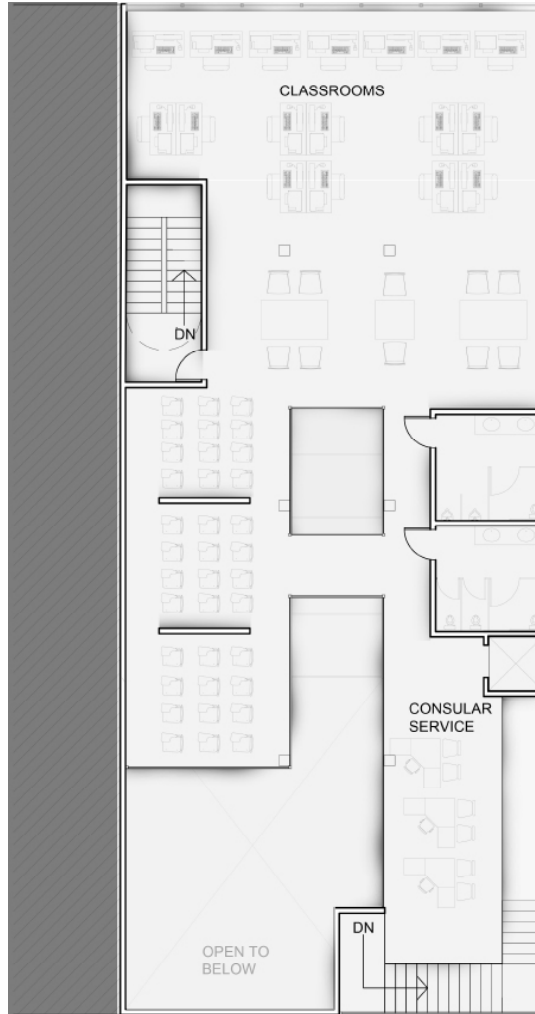 CLASSROOMS
DN
CONSULAR
SERVICE
DN
OPEN TO
BELOW